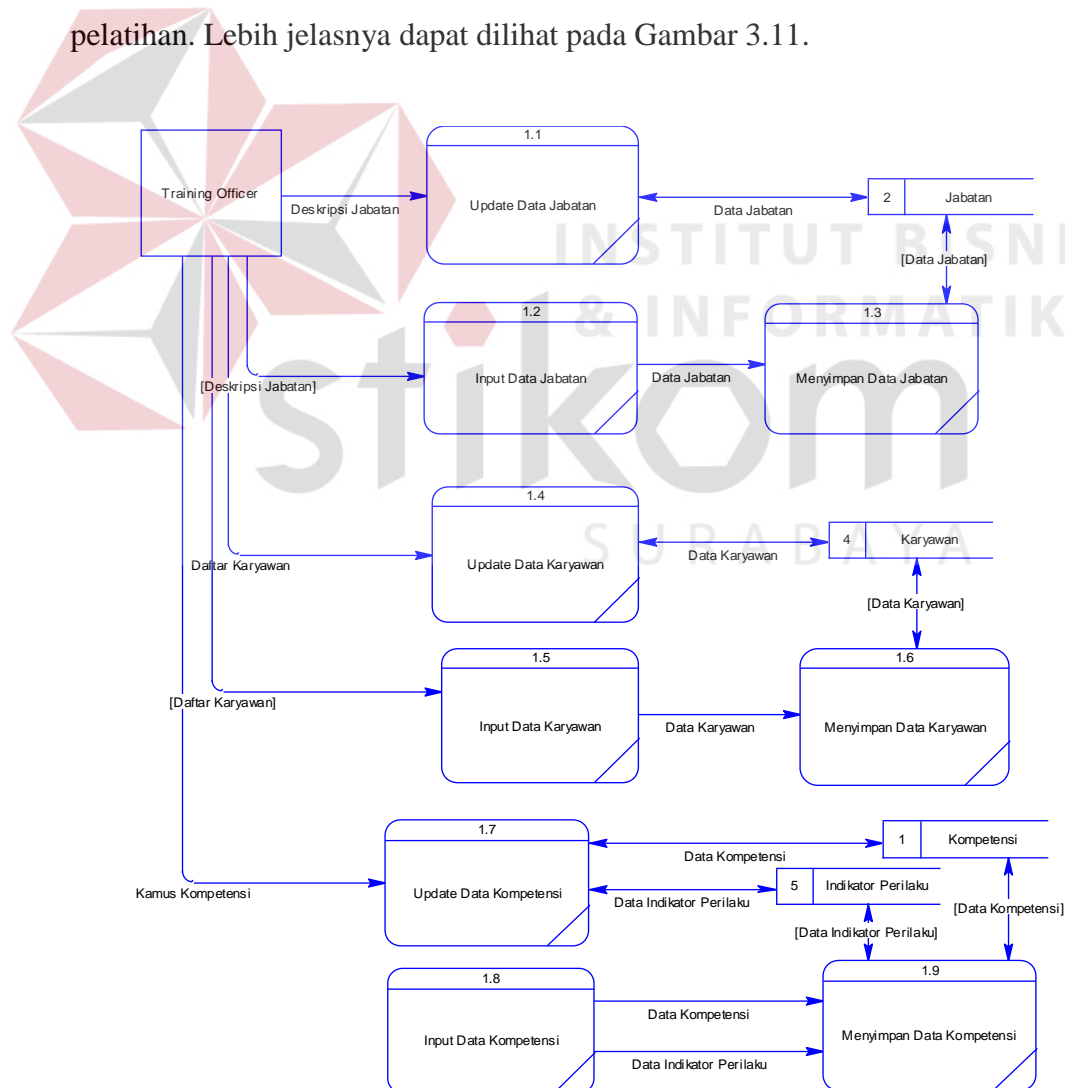 pelatihan. Lebih jelasnya dapat dilihat pada Gambar 3.11.
Training Officer
Deskripsi Jabatan
1.1
Update Data Jabatan
Data Jabatan
2 Jabatan
[Data Jabatan]
INSTITUT BISNI
& INFORMATIK
stikom
SURABAYA
[Deskripsi Jabatan]
1.2
Input Data Jabatan
Data Jabatan
1.3
Menyimpan Data Jabatan
Daftar Karyawan
1.4
Update Data Karyawan
Data Karyawan
4 Karyawan
[Data Karyawan]
[Daftar Karyawan]
1.5
Input Data Karyawan
Data Karyawan
1.6
Menyimpan Data Karyawan
Kamus Kompetensi
1.7
Update Data Kompetensi
Data Kompetensi
1 Kompetensi
Data Indikator Perilaku
5 Indikator Perilaku
[Data Kompetensi]
[Data Indikator Perilaku]
1.8
Input Data Kompetensi
Data Kompetensi
Data Indikator Perilaku
1.9
Menyimpan Data Kompetensi